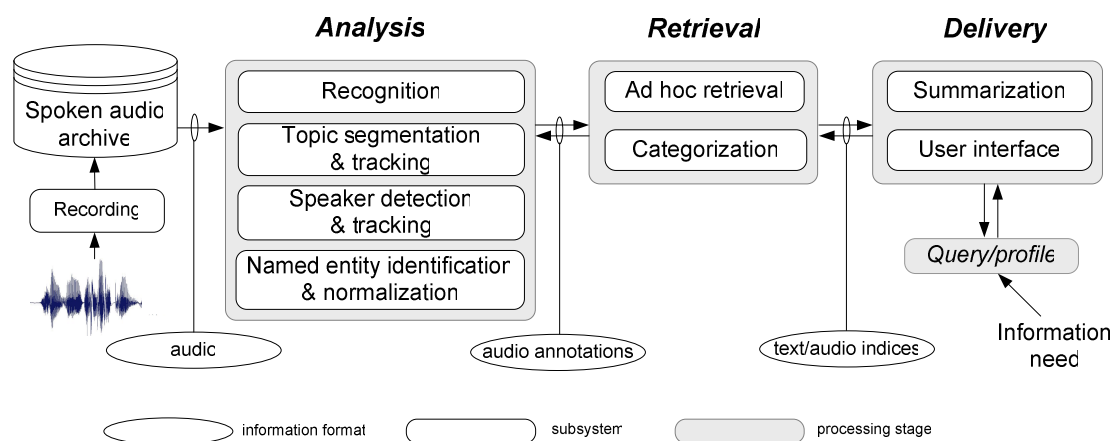 Analysis
Retrieval
Delivery
Spoken audio
archive
Recording
Recognition
Topic segmentation
& tracking
Speaker detection
& tracking
Named entity identification
& normalization
Ad hoc retrieval
Categorization
Summarization
User interface
Query/profile
Information
need
audio
audio annotations
text/audio indices
information format
subsystem
processing stage